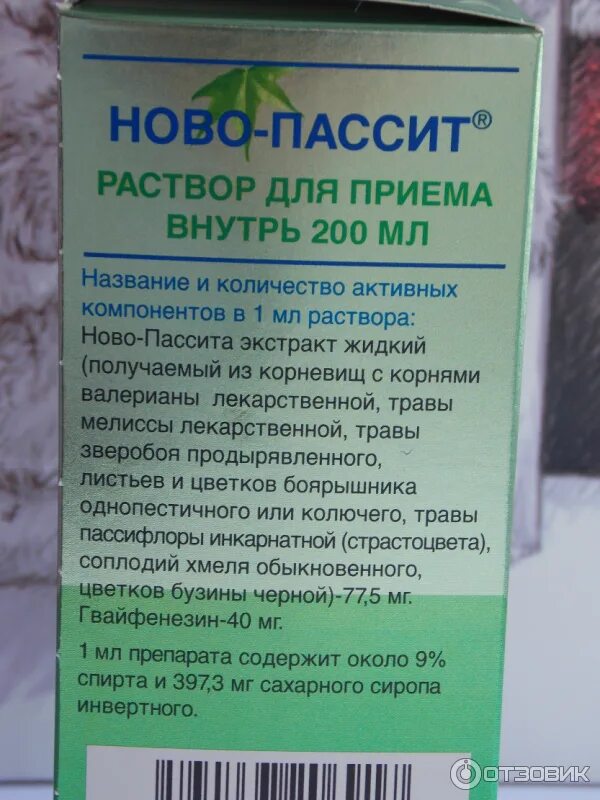 НОВО-ПАССИТ®
РАСТВОР ДЛЯ ПРИЕМА
ВНУТРЬ 200 МЛ
Название и количество активных
компонентов в 1 мл раствора:
Ново-Пассита экстракт жидкий
(получаемый из корневищ с корнями
валерианы лекарственной, травы
мелиссы лекарственной, травы
зверобоя продырявленного,
листьев и цветков боярышника
однопестичного или колючего, травы
пассифлоры инкарнатной (страстоцвета),
соплодий хмеля обыкновенного,
цветков бузины черной)-77,5 мг.
Гвайфенезин-40 мг.
1 мл препарата содержит около 9%
спирта и 397,3 мг сахарного сиропа
инвертного.
ОТЗОВИК